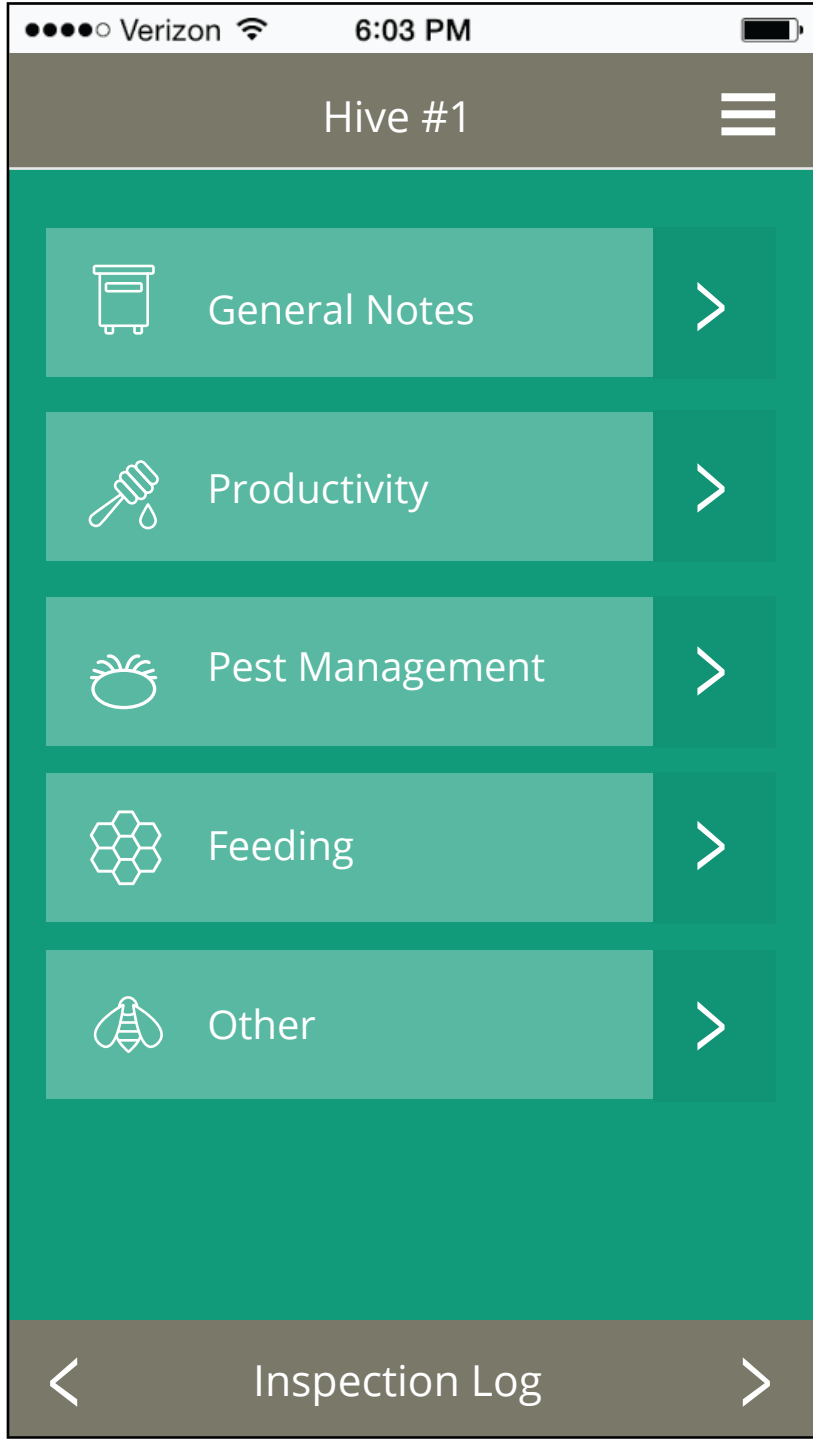 Verizon 6:03 PM
Hive #1
General Notes
Productivity
Pest Management
Feeding
Other
Inspection Log